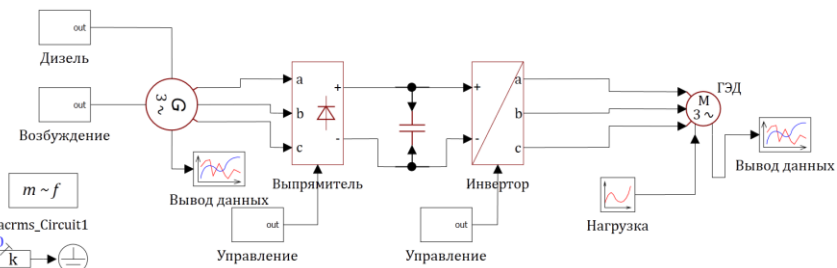 out
Дизель
out
Возбуждение
G
3 ~
Вывод данных
a
b
c
+
-
Выпрямитель
out
Управление
+
-
a
b
c
Инвертор
out
Управление
М
3 ~
ГЭД
Вывод данных
Нагрузка
m ~ f
acrms_Circuit1
k